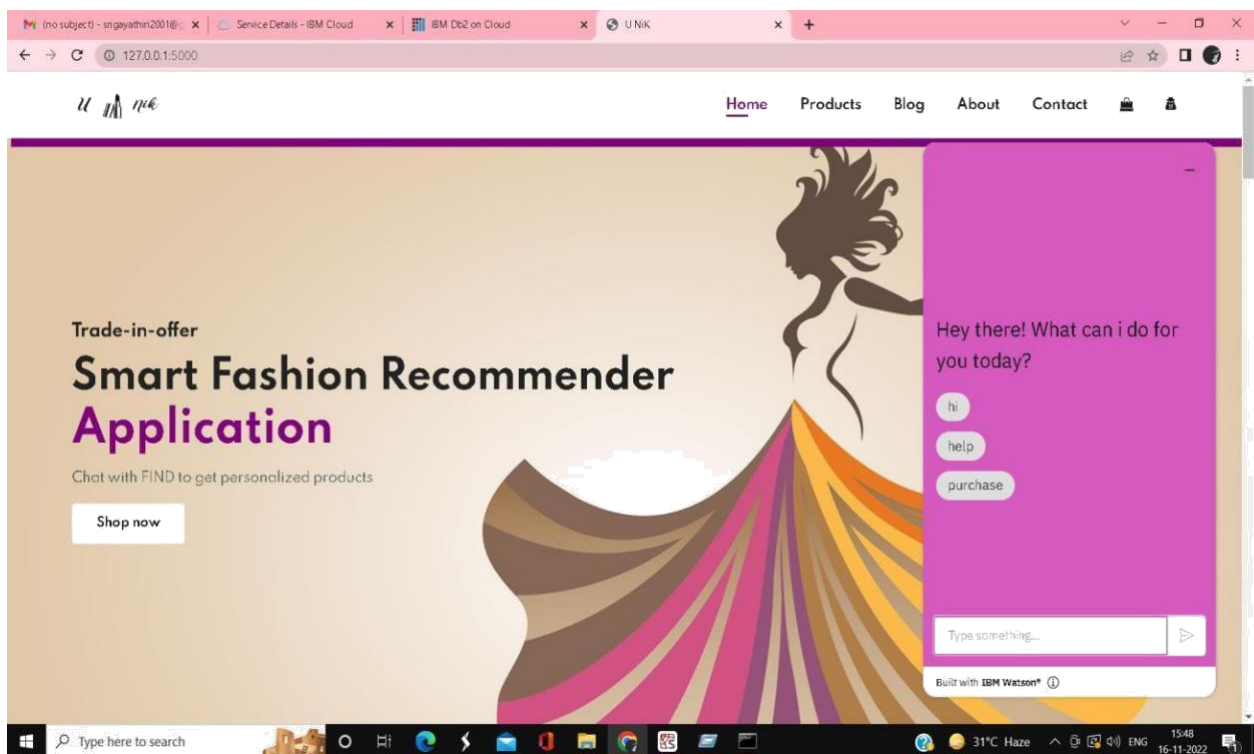 (no subject) - srigayathiri2001@g
Service Details - IBM Cloud
IBM Db2 on Cloud
U NiK
127.0.0.1:5000
U nik
Home Products Blog About Contact
Trade-in-offer
Smart Fashion Recommender
Application
Chat with FIND to get personalized products
Shop now
Hey there! What can i do for
you today?
hi
help
purchase
Type something...
Built with IBM Watson®
Type here to search
31°C Haze
ENG
15:48
16-11-2022